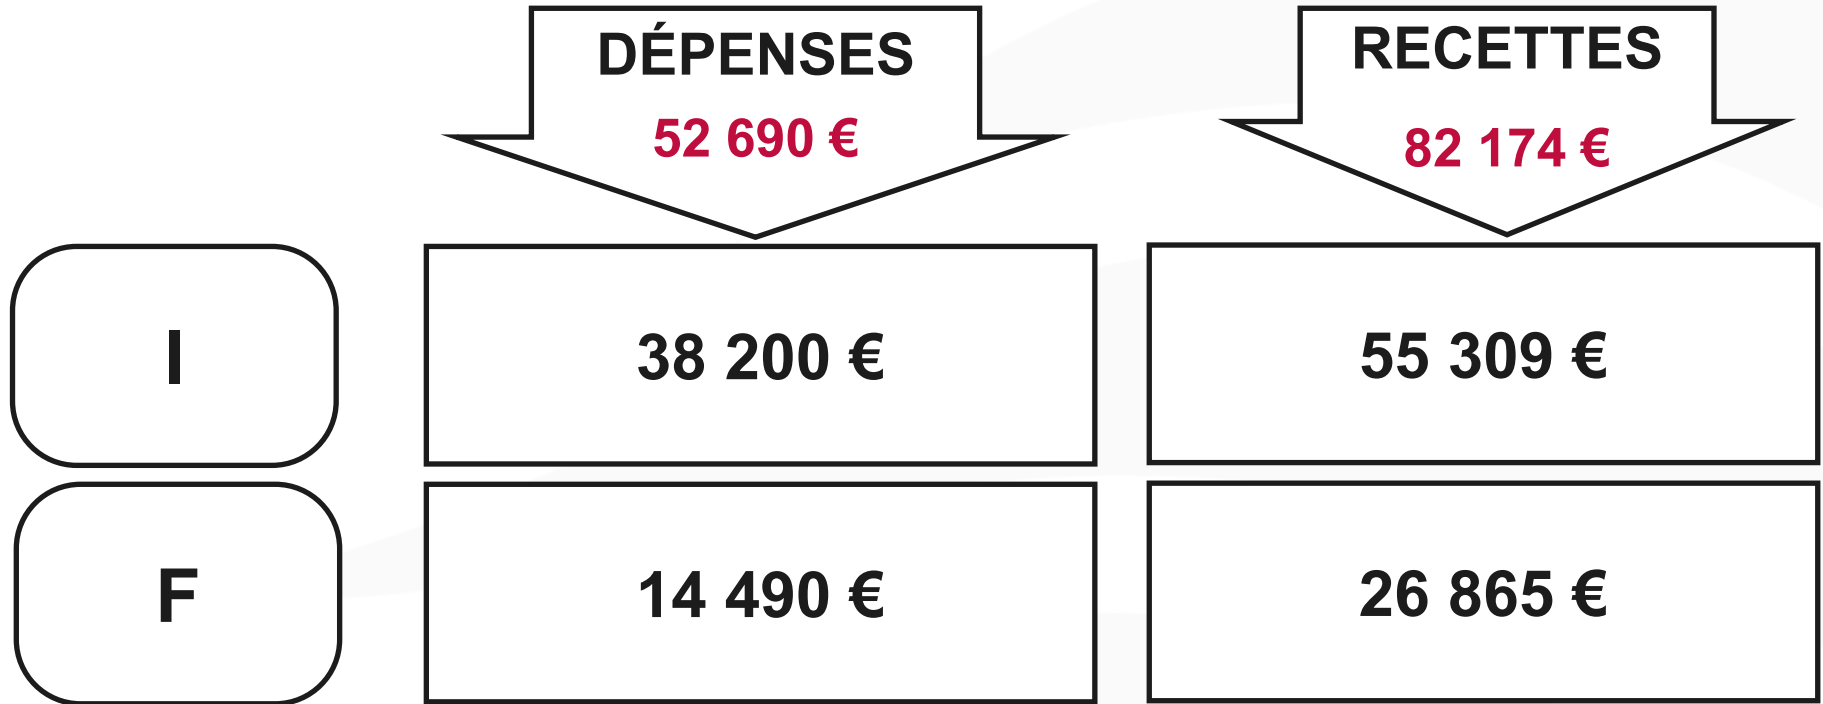 DÉPENSES
52 690 €
RECETTES
82 174 €
I
38 200 €
55 309 €
F
14 490 €
26 865 €